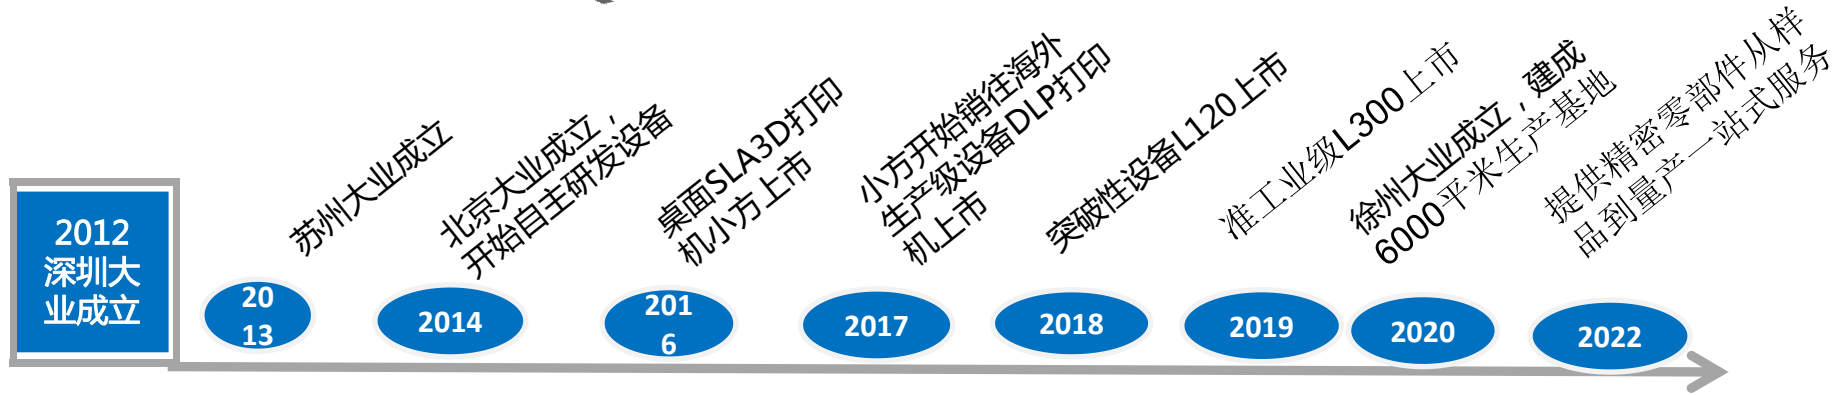 2012
深圳大
业成立
苏州大业成立
20
13
北京大业成立，
开始自主研发设备
2014
桌面SLA3D打印
机小方上市
201
6
小方开始销往海外
生产级设备DLP打印
机上市
2017
突破性设备L120上市
2018
准工业级L300上市
2019
徐州大业成立，建成
6000平米生产基地
2020
提供精密零部件从样
品到量产一站式服务
2022